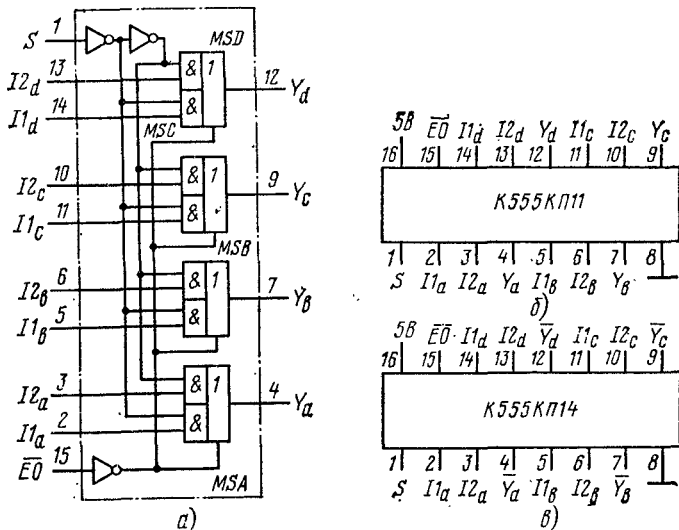 1 MSD
S
13 & 1 12
I2d Yd
14 &
I1d
MSC
10 & 1 9
I2c Yc
11 &
I1c
MSB
6 & 1 7
I2в Yв
5 &
I1в
3 & 1 4
I2a Ya
2 &
I1a
15
E̅O̅ MSA
а)
5В E̅O̅ I1d I2d Yd I1c I2c Yc
16 15 14 13 12 11 10 9
К555КП11
1 2 3 4 5 6 7 8
S I1a I2a Ya I1в I2в Yв
б)
5В E̅O̅ I1d I2d Y̅d I1c I2c Y̅c
16 15 14 13 12 11 10 9
К555КП14
1 2 3 4 5 6 7 8
S I1a I2a Y̅a I1в I2в Y̅в
в)